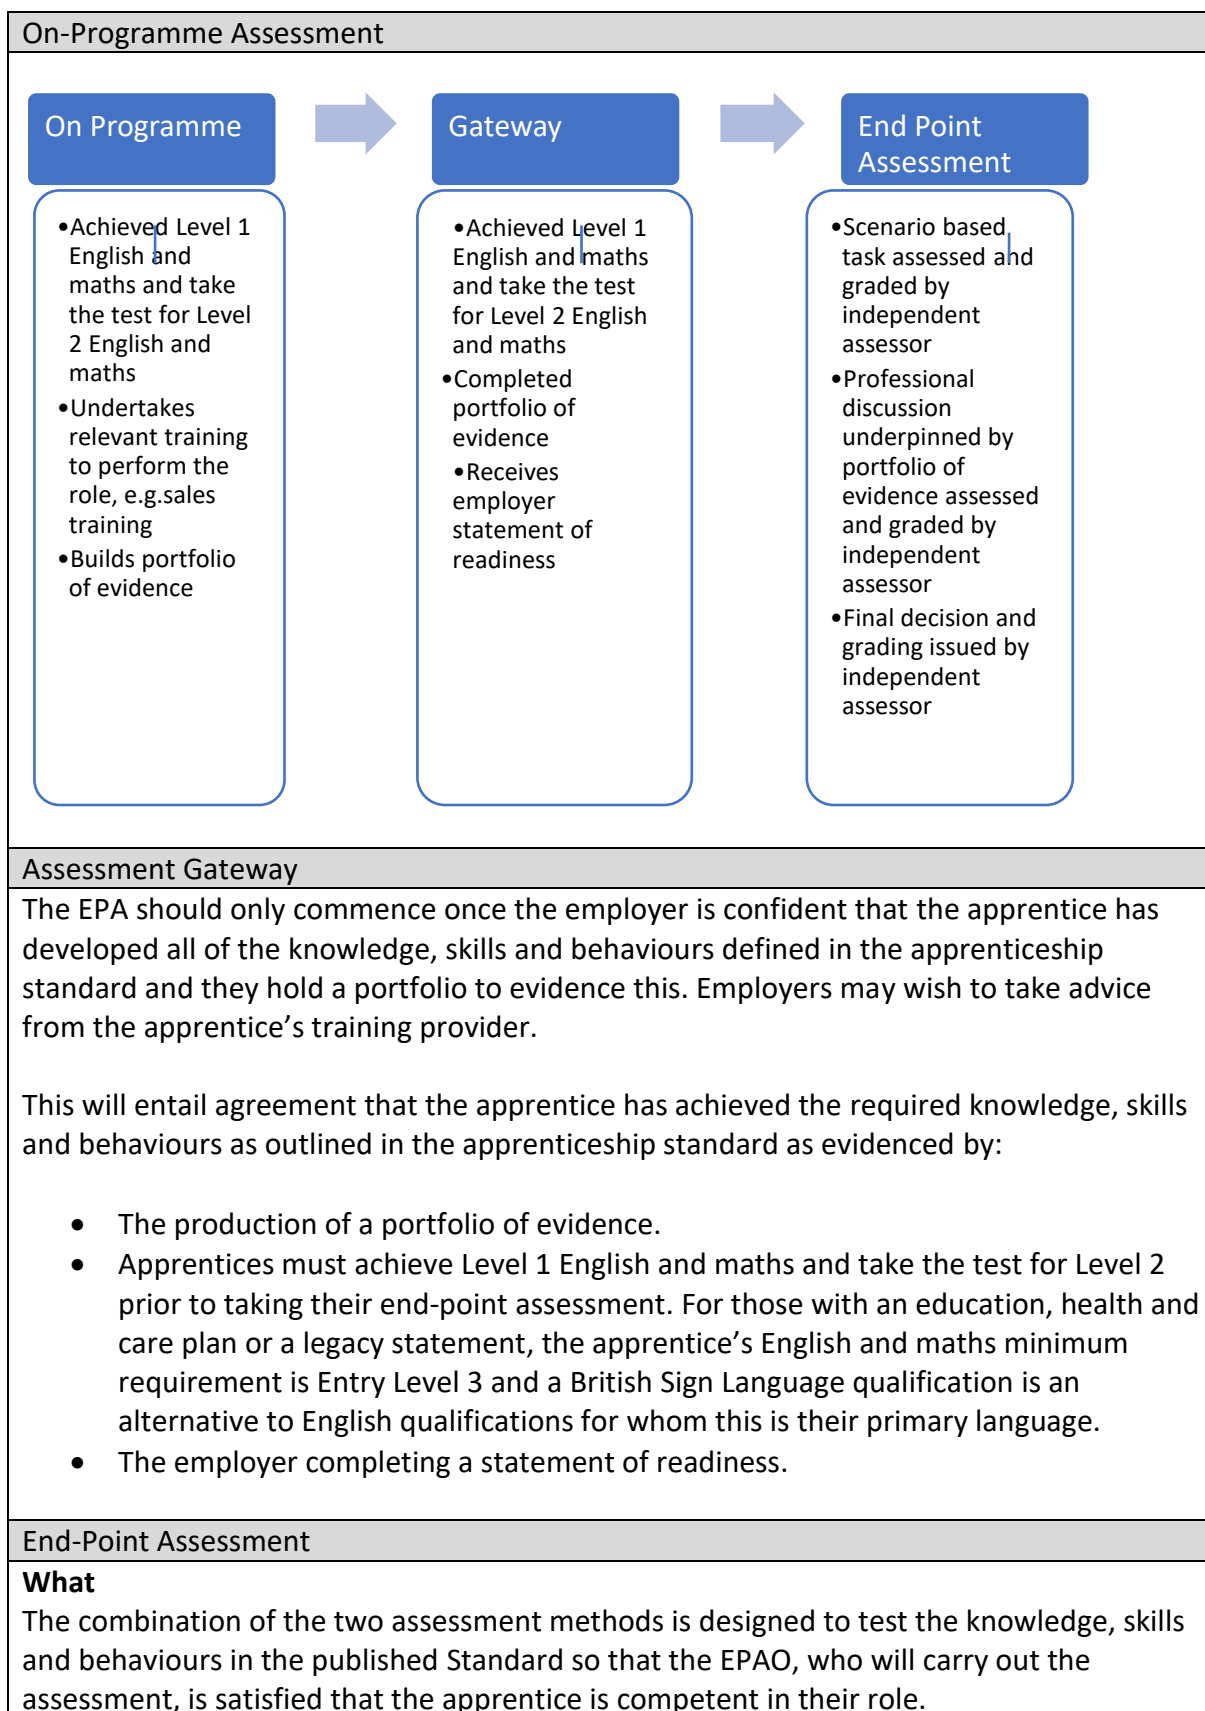 On-Programme Assessment
On Programme
•Achieved Level 1
English and
maths and take
the test for Level
2 English and
maths
•Undertakes
relevant training
to perform the
role, e.g.sales
training
•Builds portfolio
of evidence
Gateway
•Achieved Level 1
English and maths
and take the test
for Level 2 English
and maths
•Completed
portfolio of
evidence
•Receives
employer
statement of
readiness
End Point
Assessment
•Scenario based
task assessed and
graded by
independent
assessor
•Professional
discussion
underpinned by
portfolio of
evidence assessed
and graded by
independent
assessor
•Final decision and
grading issued by
independent
assessor
Assessment Gateway
The EPA should only commence once the employer is confident that the apprentice has
developed all of the knowledge, skills and behaviours defined in the apprenticeship
standard and they hold a portfolio to evidence this. Employers may wish to take advice
from the apprentice’s training provider.
This will entail agreement that the apprentice has achieved the required knowledge, skills
and behaviours as outlined in the apprenticeship standard as evidenced by:
• The production of a portfolio of evidence.
• Apprentices must achieve Level 1 English and maths and take the test for Level 2
prior to taking their end-point assessment. For those with an education, health and
care plan or a legacy statement, the apprentice’s English and maths minimum
requirement is Entry Level 3 and a British Sign Language qualification is an
alternative to English qualifications for whom this is their primary language.
• The employer completing a statement of readiness.
End-Point Assessment
What
The combination of the two assessment methods is designed to test the knowledge, skills
and behaviours in the published Standard so that the EPAO, who will carry out the
assessment, is satisfied that the apprentice is competent in their role.